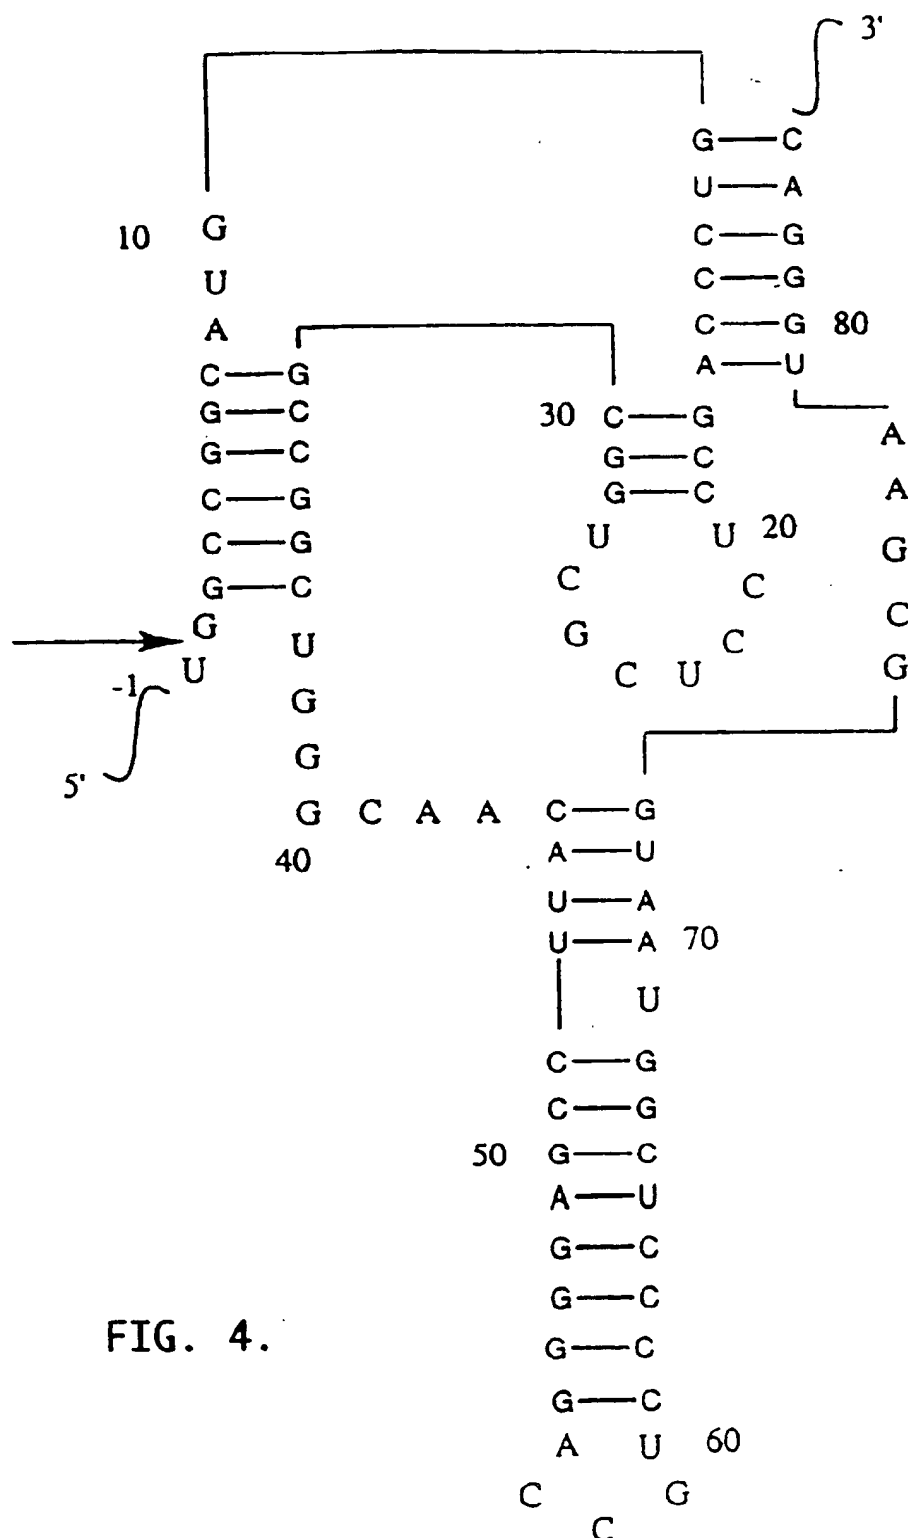 3'
G C
U A
10 G C G
U C G
A C G 80
C G A U
G C 30 C G A
G C G C
C G G C A
C G U U 20 G
G C C C
G U G C C
-1 U C U G
G
G
5'
G C A A C G
40 A U
U A
U A 70
U
C G
C G
50 G C
A U
G C
G C
FIG. 4.
G C
G C
A U 60
C G
C